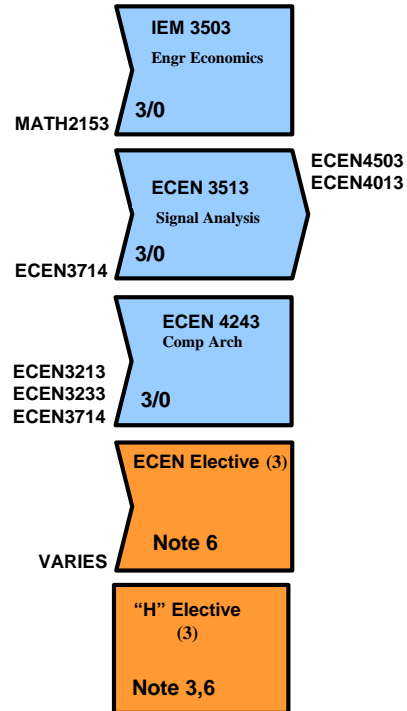 IEM 3503
Engr Economics
3/0
MATH2153
ECEN4503
ECEN4013
ECEN 3513
Signal Analysis
3/0
ECEN3714
ECEN 4243
Comp Arch
ECEN3213
ECEN3233
ECEN3714
3/0
ECEN Elective (3)
Note 6
VARIES
“H” Elective
(3)
Note 3,6